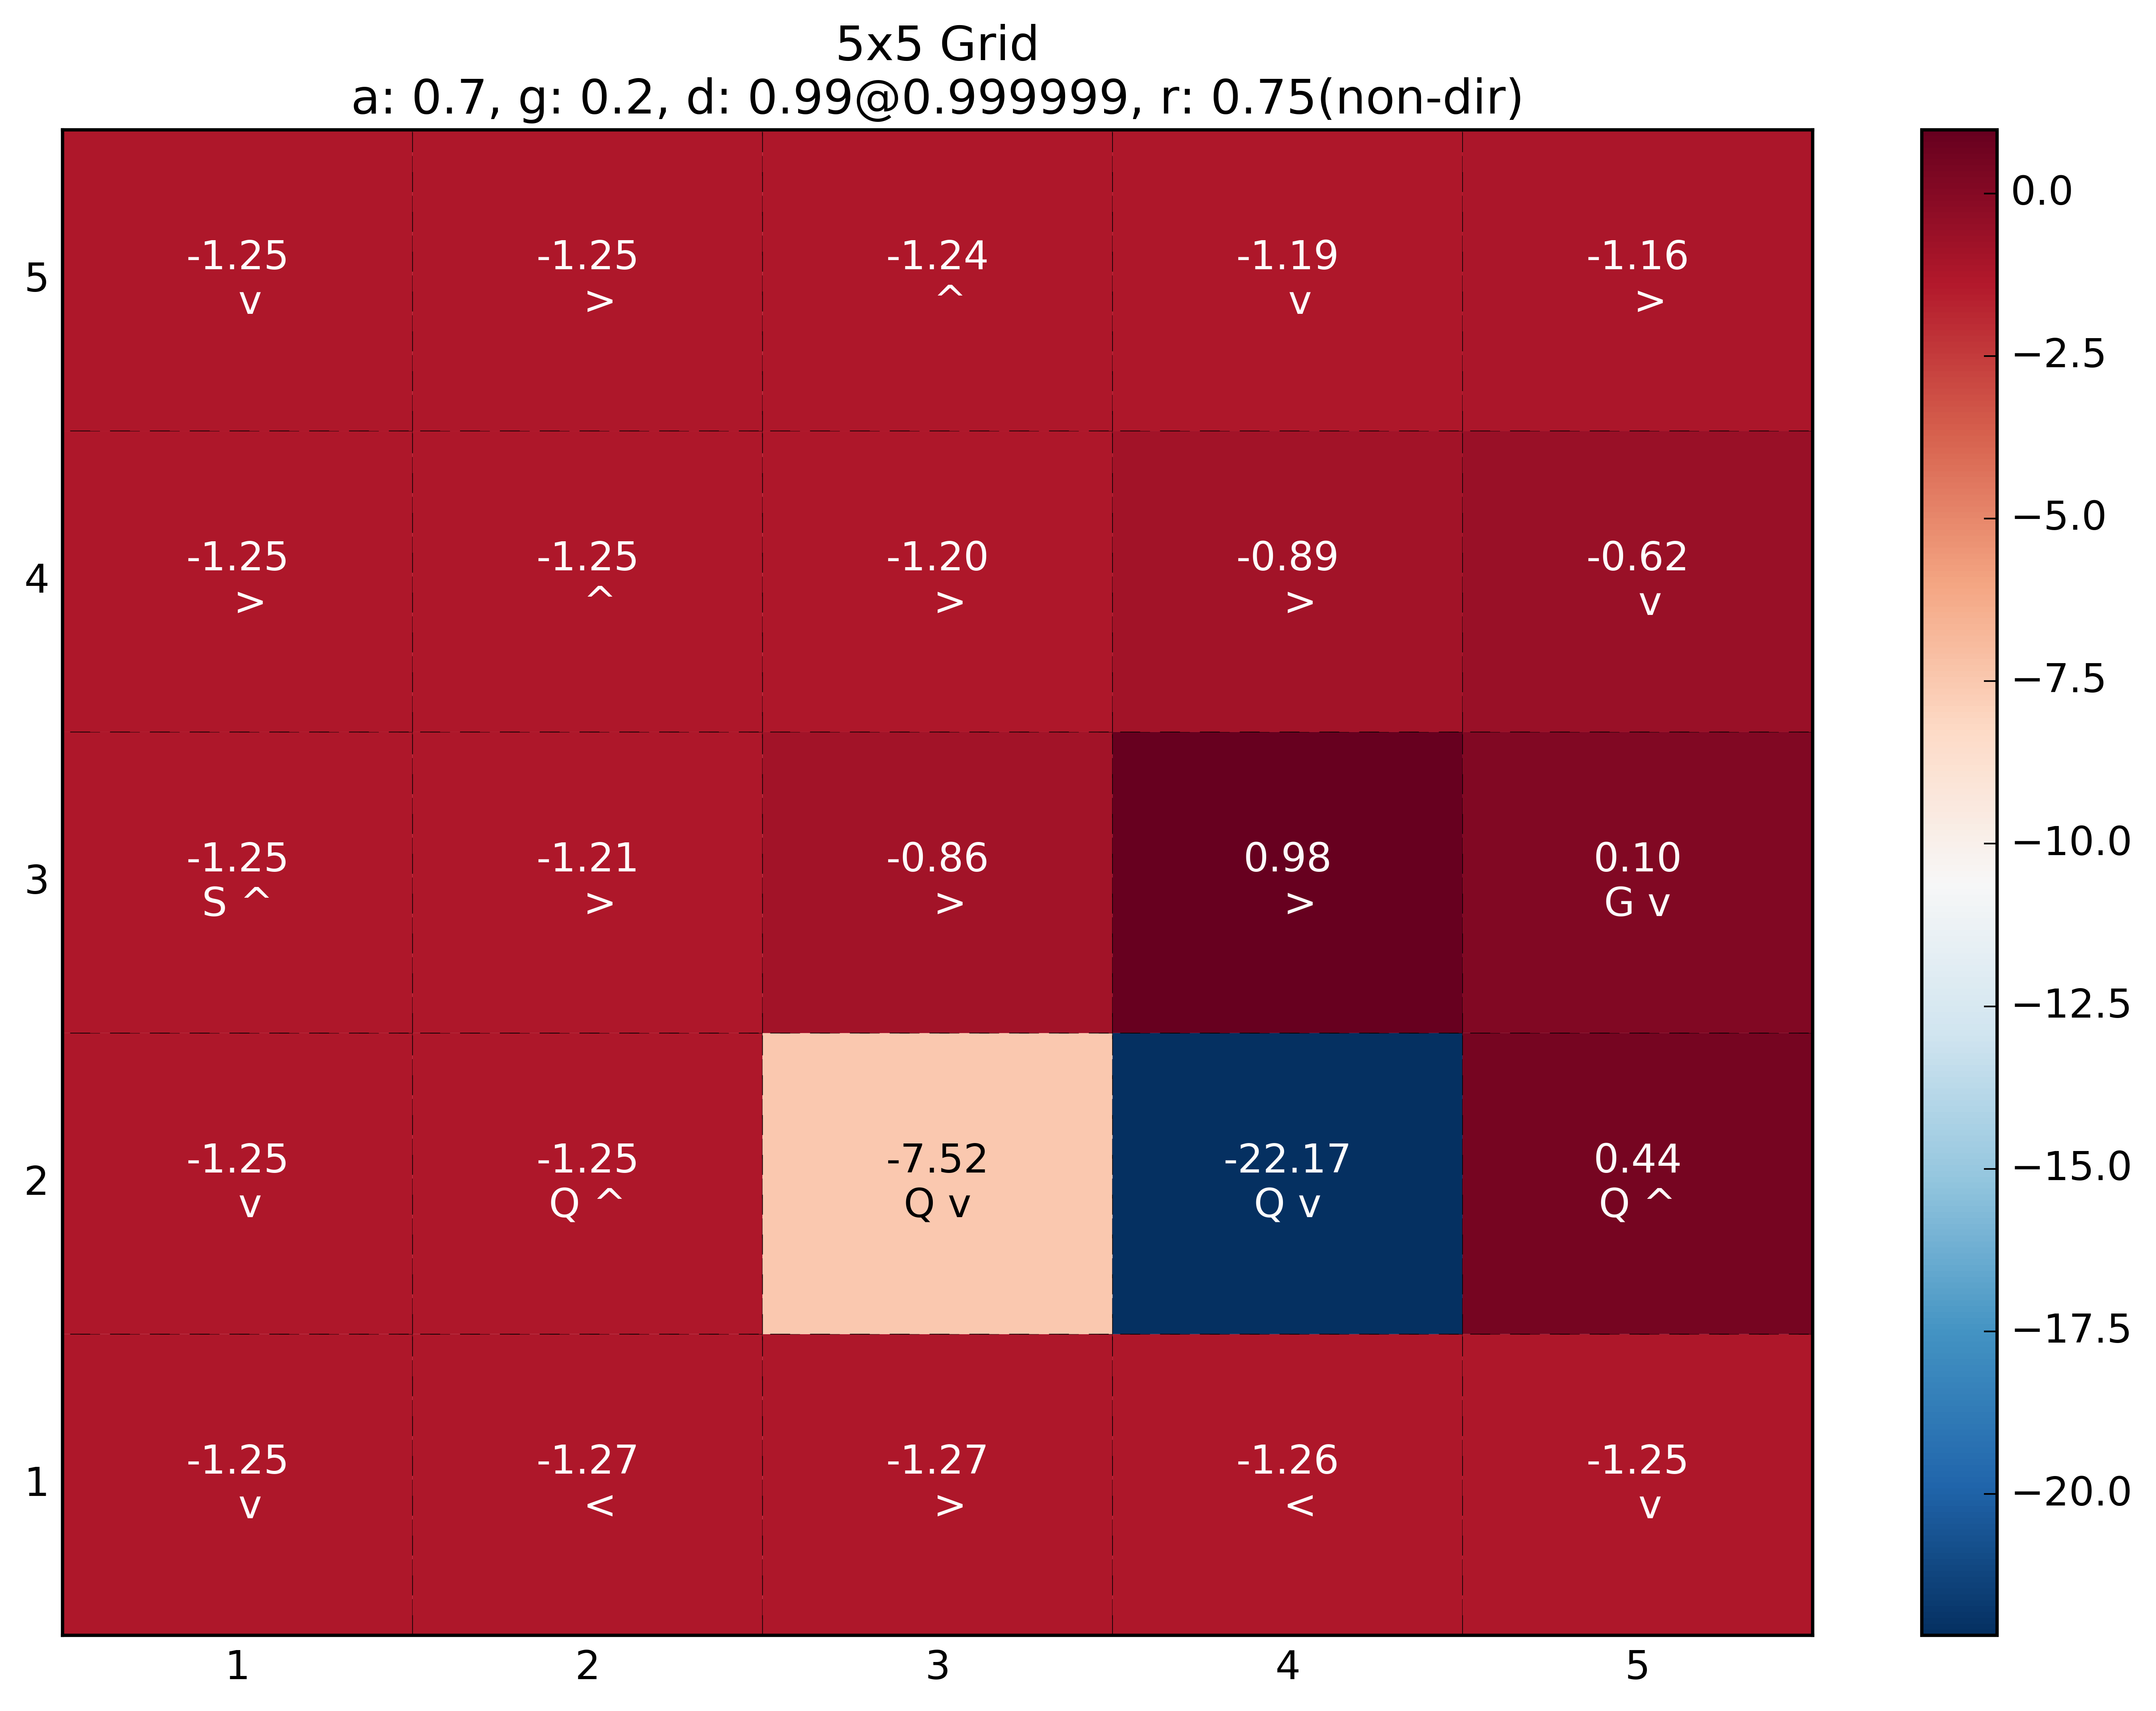 5x5 Grid
a: 0.7, g: 0.2, d: 0.99@0.999999, r: 0.75(non-dir)
5
-1.25 -1.25 -1.24 -1.19 -1.16
v > ^ v >
4
-1.25 -1.25 -1.20 -0.89 -0.62
> ^ > > v
3
-1.25 -1.21 -0.86 0.98 0.10
S ^ > > > G v
2
-1.25 -1.25 -7.52 -22.17 0.44
v Q ^ Q v Q v Q ^
1
-1.25 -1.27 -1.27 -1.26 -1.25
v < > < v
1 2 3 4 5
0.0
−2.5
−5.0
−7.5
−10.0
−12.5
−15.0
−17.5
−20.0